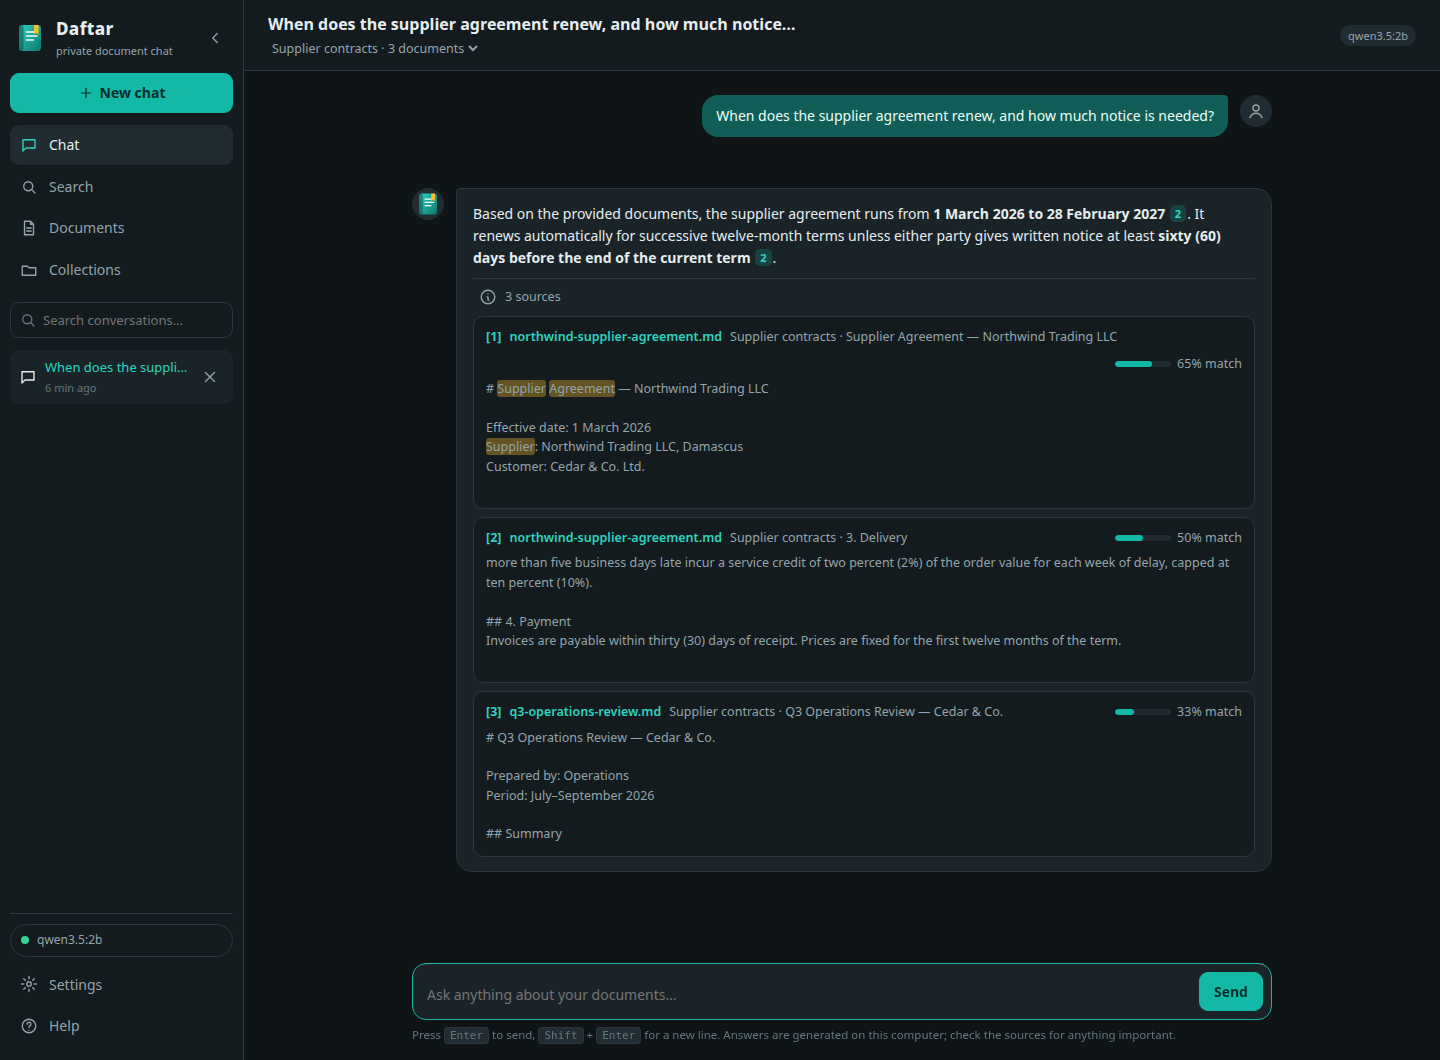 Daftar
private document chat
New chat
Chat
Search
Documents
Collections
Search conversations...
When does the suppli...
6 min ago
qwen3.5:2b
Settings
Help
When does the supplier agreement renew, and how much notice...
Supplier contracts · 3 documents
qwen3.5:2b
When does the supplier agreement renew, and how much notice is needed?
Based on the provided documents, the supplier agreement runs from 1 March 2026 to 28 February 2027 2 . It
renews automatically for successive twelve-month terms unless either party gives written notice at least sixty (60)
days before the end of the current term 2 .
3 sources
[1] northwind-supplier-agreement.md Supplier contracts · Supplier Agreement — Northwind Trading LLC
65% match
# Supplier Agreement — Northwind Trading LLC
Effective date: 1 March 2026
Supplier: Northwind Trading LLC, Damascus
Customer: Cedar & Co. Ltd.
[2] northwind-supplier-agreement.md Supplier contracts · 3. Delivery 50% match
more than five business days late incur a service credit of two percent (2%) of the order value for each week of delay, capped at
ten percent (10%).
## 4. Payment
Invoices are payable within thirty (30) days of receipt. Prices are fixed for the first twelve months of the term.
[3] q3-operations-review.md Supplier contracts · Q3 Operations Review — Cedar & Co. 33% match
# Q3 Operations Review — Cedar & Co.
Prepared by: Operations
Period: July–September 2026
## Summary
Ask anything about your documents...
Send
Press Enter to send, Shift + Enter for a new line. Answers are generated on this computer; check the sources for anything important.